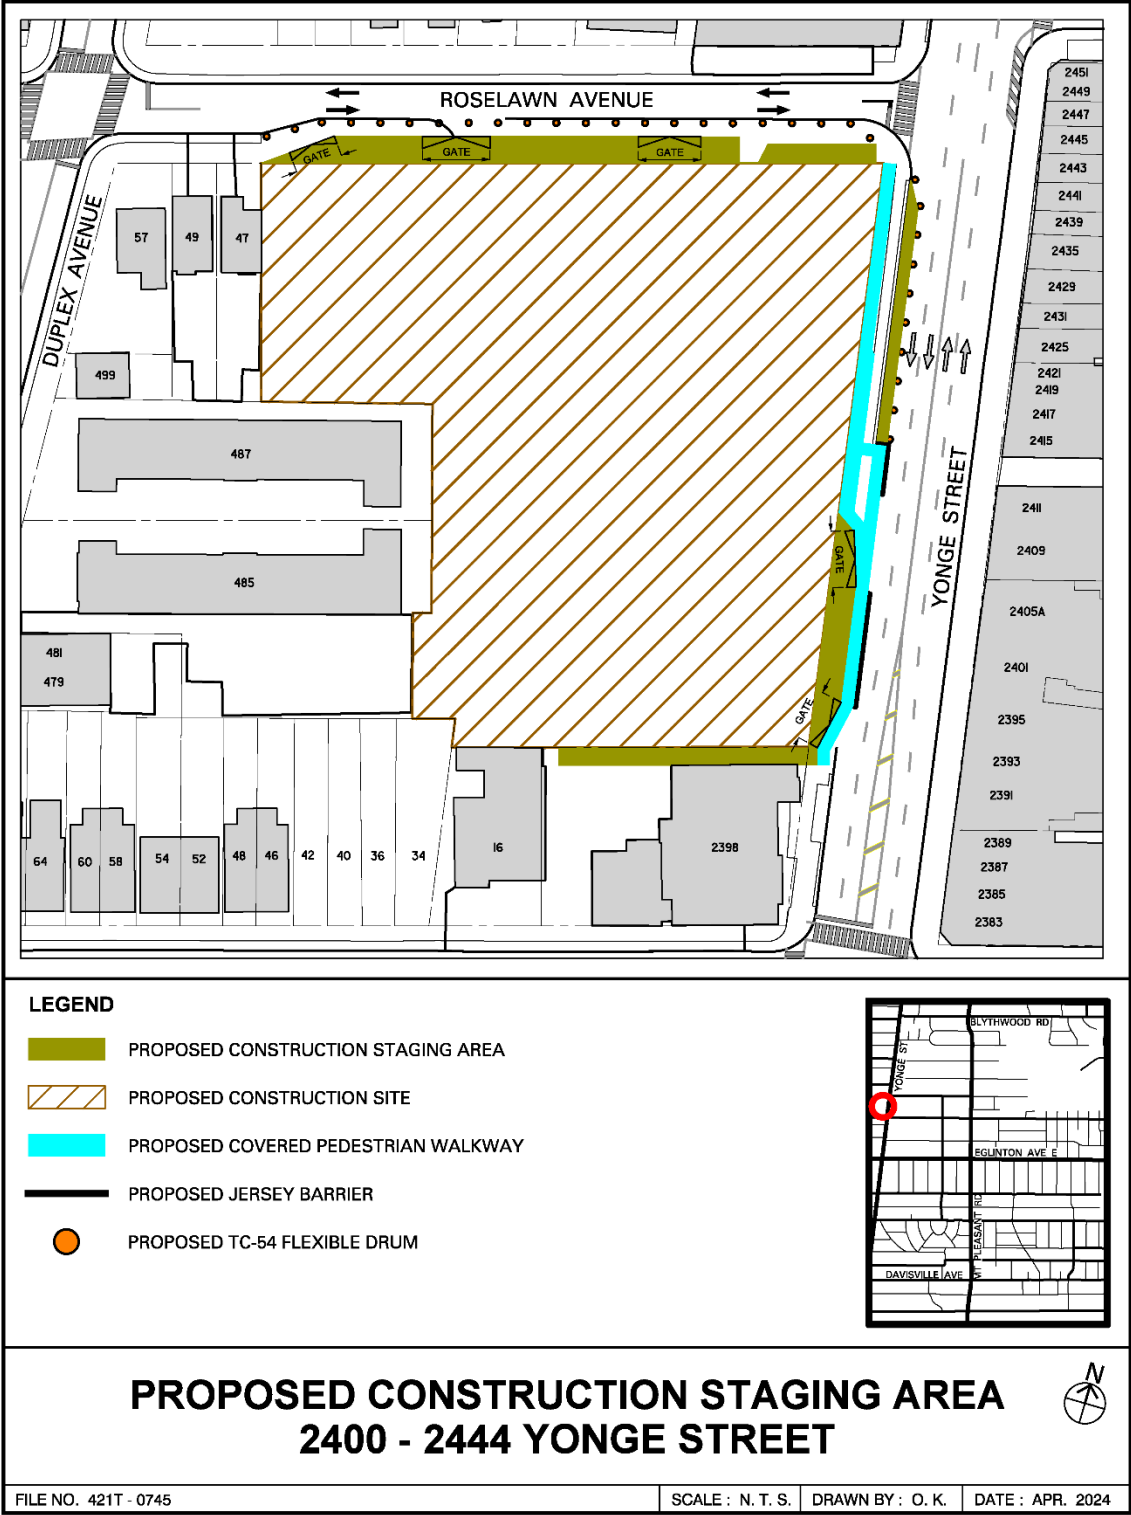 ROSELAWN AVENUE
GATE
GATE
GATE
DUPLEX AVENUE
57
49
47
499
487
485
481
479
GATE
GATE
YONGE STREET
2451
2449
2447
2445
2443
2441
2439
2435
2429
2431
2425
2421
2419
2417
2415
2411
2409
2405A
2401
2395
2393
2391
2389
2387
2385
2383
64
60
58
54
52
48
46
42
40
36
34
16
2398
LEGEND
PROPOSED CONSTRUCTION STAGING AREA
PROPOSED CONSTRUCTION SITE
PROPOSED COVERED PEDESTRIAN WALKWAY
PROPOSED JERSEY BARRIER
PROPOSED TC-54 FLEXIBLE DRUM
BLYTHWOOD RD
YONGE ST
EGLINTON AVE E
MT PLEASANT RD
DAVISVILLE AVE
PROPOSED CONSTRUCTION STAGING AREA
2400 - 2444 YONGE STREET
N
FILE NO. 421T - 0745
SCALE : N. T. S.
DRAWN BY : O. K.
DATE : APR. 2024